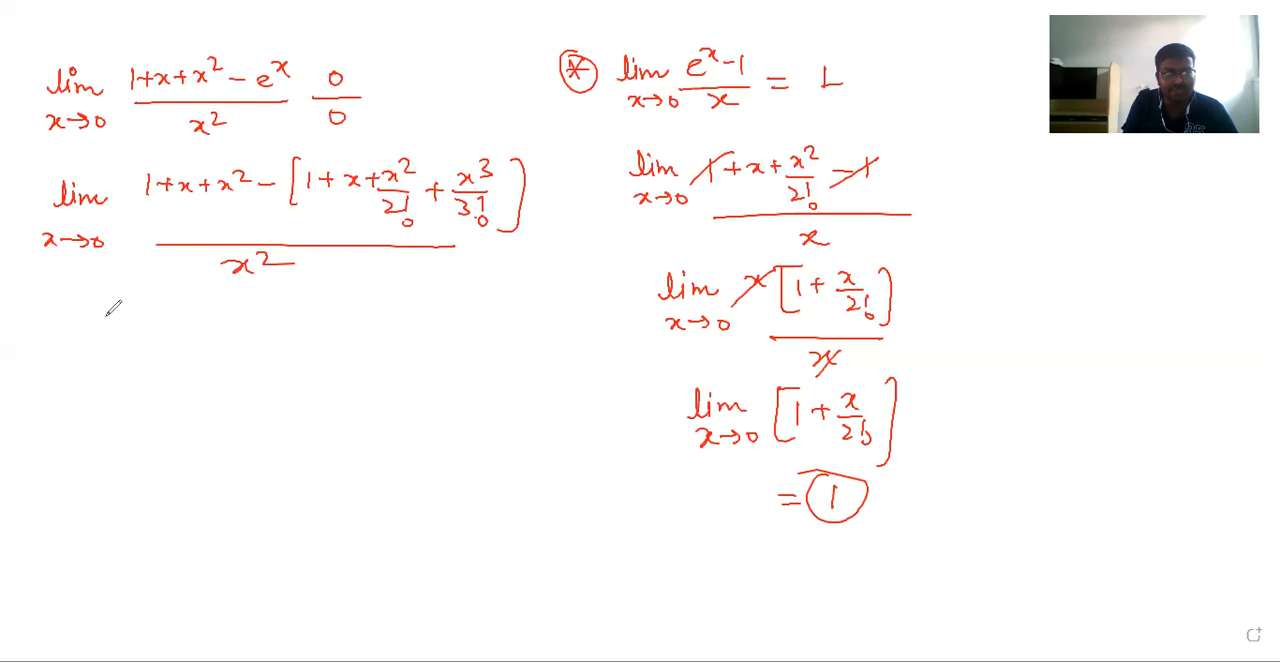 lim x→0 (1+x+x² − eˣ)/x² 0/0
lim x→0 (1+x+x² − [1+x+x²/2! + x³/3!])/x²
⊛ lim x→0 (eˣ−1)/x = L
lim x→0 (1+x+x²/2! − 1)/x
lim x→0 x[1+x/2!]/x
lim x→0 [1+x/2!]
= 1